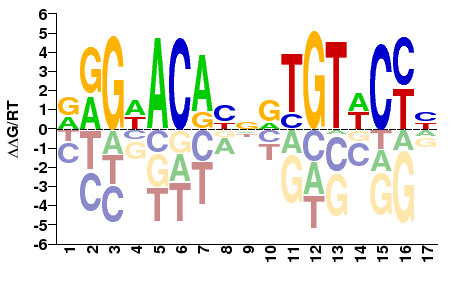 6
5
4
3
2
1
0
-1
-2
-3
-4
-5
-6
ΔΔG/RT
G A T C
G A T C
G A T C
A T C G
A C G T
C G A T
A G C T
C T G A
G
G A C T
T C A G
G C A T
T C G
A T C
C T A G
C T A G
C T A G
1 2 3 4 5 6 7 8 9 10 11 12 13 14 15 16 17